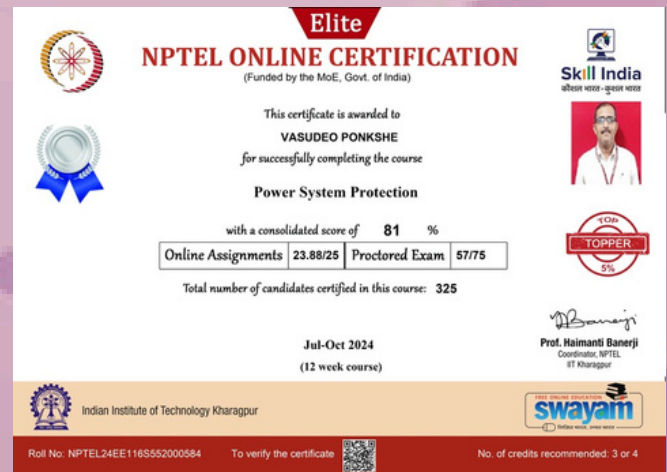 Elite
NPTEL ONLINE CERTIFICATION
(Funded by the MoE, Govt. of India)
Skill India
कौशल भारत - कुशल भारत
This certificate is awarded to
VASUDEO PONKSHE
for successfully completing the course
Power System Protection
with a consolidated score of 81 %
Online Assignments 23.88/25 Proctored Exam 57/75
TOP
TOPPER
5%
Total number of candidates certified in this course: 325
Jul-Oct 2024
(12 week course)
Prof. Haimanti Banerji
Coordinator, NPTEL
IIT Kharagpur
Indian Institute of Technology Kharagpur
FREE ONLINE EDUCATION
swayam
शिक्षित भारत, उन्नत भारत
Roll No: NPTEL24EE116S552000584 To verify the certificate No. of credits recommended: 3 or 4